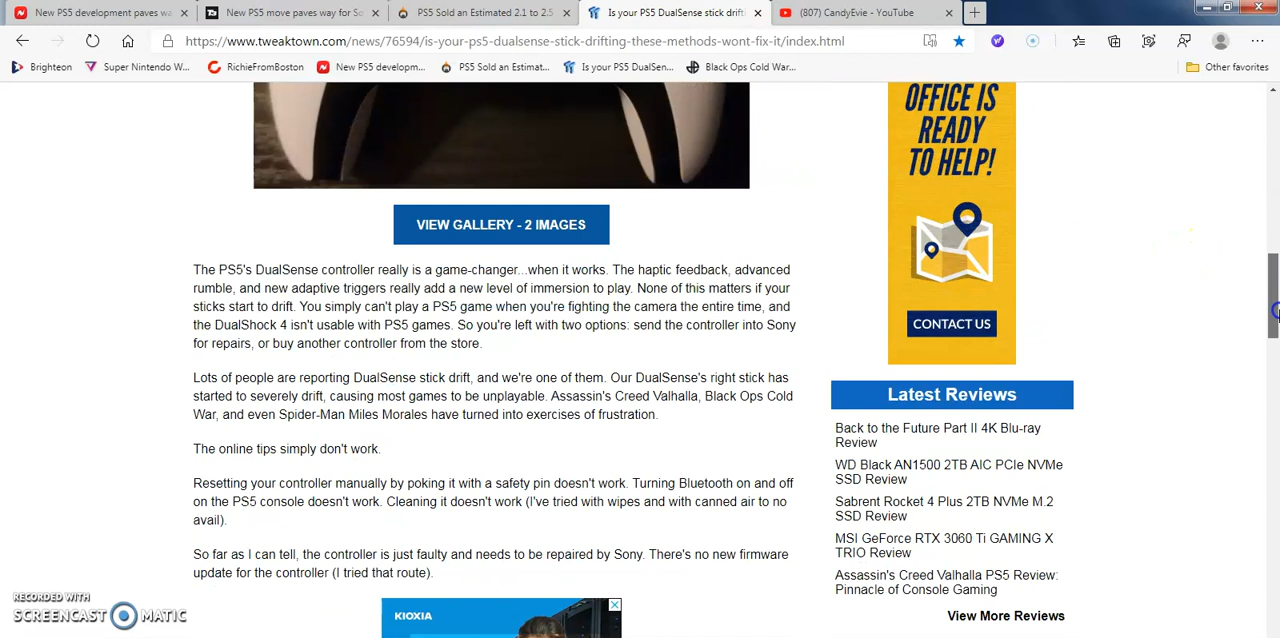 New PS5 development paves wa
New PS5 move paves way for So
PS5 Sold an Estimated 2.1 to 2.5
Is your PS5 DualSense stick drifti
(807) CandyEvie - YouTube
https://www.tweaktown.com/news/76594/is-your-ps5-dualsense-stick-drifting-these-methods-wont-fix-it/index.html
Brighteon
Super Nintendo W...
RichieFromBoston
New PS5 developm...
PS5 Sold an Estimat...
Is your PS5 DualSen...
Black Ops Cold War...
Other favorites
OFFICE IS
READY
TO HELP!
CONTACT US
VIEW GALLERY - 2 IMAGES
The PS5's DualSense controller really is a game-changer...when it works. The haptic feedback, advanced
rumble, and new adaptive triggers really add a new level of immersion to play. None of this matters if your
sticks start to drift. You simply can't play a PS5 game when you're fighting the camera the entire time, and
the DualShock 4 isn't usable with PS5 games. So you're left with two options: send the controller into Sony
for repairs, or buy another controller from the store.
Lots of people are reporting DualSense stick drift, and we're one of them. Our DualSense's right stick has
started to severely drift, causing most games to be unplayable. Assassin's Creed Valhalla, Black Ops Cold
War, and even Spider-Man Miles Morales have turned into exercises of frustration.
The online tips simply don't work.
Resetting your controller manually by poking it with a safety pin doesn't work. Turning Bluetooth on and off
on the PS5 console doesn't work. Cleaning it doesn't work (I've tried with wipes and with canned air to no
avail).
So far as I can tell, the controller is just faulty and needs to be repaired by Sony. There's no new firmware
update for the controller (I tried that route).
Latest Reviews
Back to the Future Part II 4K Blu-ray
Review
WD Black AN1500 2TB AIC PCIe NVMe
SSD Review
Sabrent Rocket 4 Plus 2TB NVMe M.2
SSD Review
MSI GeForce RTX 3060 Ti GAMING X
TRIO Review
Assassin's Creed Valhalla PS5 Review:
Pinnacle of Console Gaming
View More Reviews
KIOXIA
RECORDED WITH
SCREENCAST MATIC